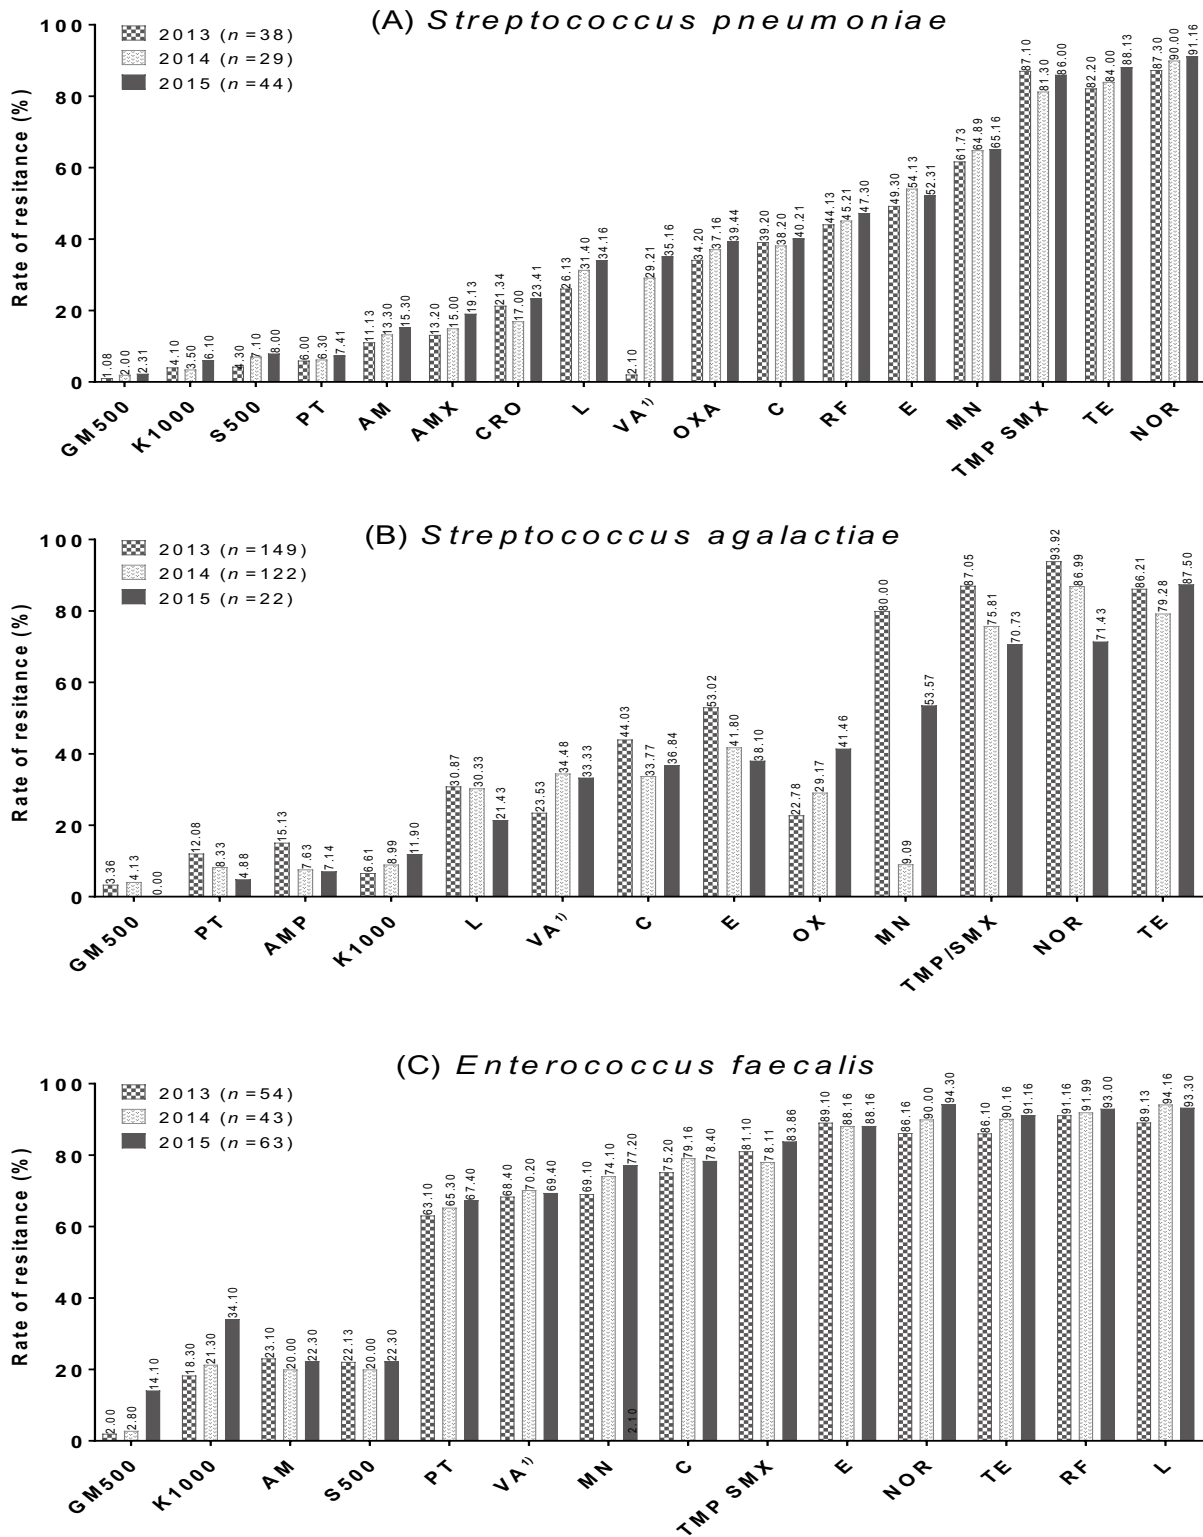 (A) Streptococcus pneumoniae
2013 (n=38)
2014 (n=29)
2015 (n=44)
Rate of resitance (%)
100
80
60
40
20
0
1.08 2.00 2.31
4.10 3.50 6.10
4.30 7.10 8.00
6.00 6.30 7.41
11.13 13.30 15.30
13.20 15.00 19.13
21.34 17.00 23.41
26.13 31.40 34.16
2.10 29.21 35.16
34.20 37.16 39.44
39.20 38.20 40.21
44.13 45.21 47.30
49.30 54.13 52.31
61.73 64.89 65.16
87.10 81.30 86.00
82.20 84.00 88.13
87.30 90.00 91.16
GM500 K1000 S500 PT AM AMX CRO L VA¹⁾ OXA C RF E MN TMP SMX TE NOR
(B) Streptococcus agalactiae
2013 (n=149)
2014 (n=122)
2015 (n=22)
Rate of resitance (%)
100
80
60
40
20
0
3.36 4.13 0.00
12.08 8.33 4.88
15.13 7.63 7.14
6.61 8.99 11.90
30.87 30.33 21.43
23.53 34.48 33.33
44.03 33.77 36.84
53.02 41.80 38.10
22.78 29.17 41.46
80.00 9.09 53.57
87.05 75.81 70.73
93.92 86.99 71.43
86.21 79.28 87.50
GM500 PT AMP K1000 L VA¹⁾ C E OX MN TMP/SMX NOR TE
(C) Enterococcus faecalis
2013 (n=54)
2014 (n=43)
2015 (n=63)
Rate of resitance (%)
100
80
60
40
20
0
2.00 2.80 14.10
18.30 21.30 34.10
23.10 20.00 22.30
22.13 20.00 22.30
63.10 65.30 67.40
68.40 70.20 69.40
69.10 74.10 77.20
2.10
75.20 79.16 78.40
81.10 78.11 83.86
89.10 88.16 88.16
86.16 90.00 94.30
86.10 90.16 91.16
91.16 91.99 93.00
89.13 94.16 93.30
GM500 K1000 AM S500 PT VA¹⁾ MN C TMP SMX E NOR TE RF L